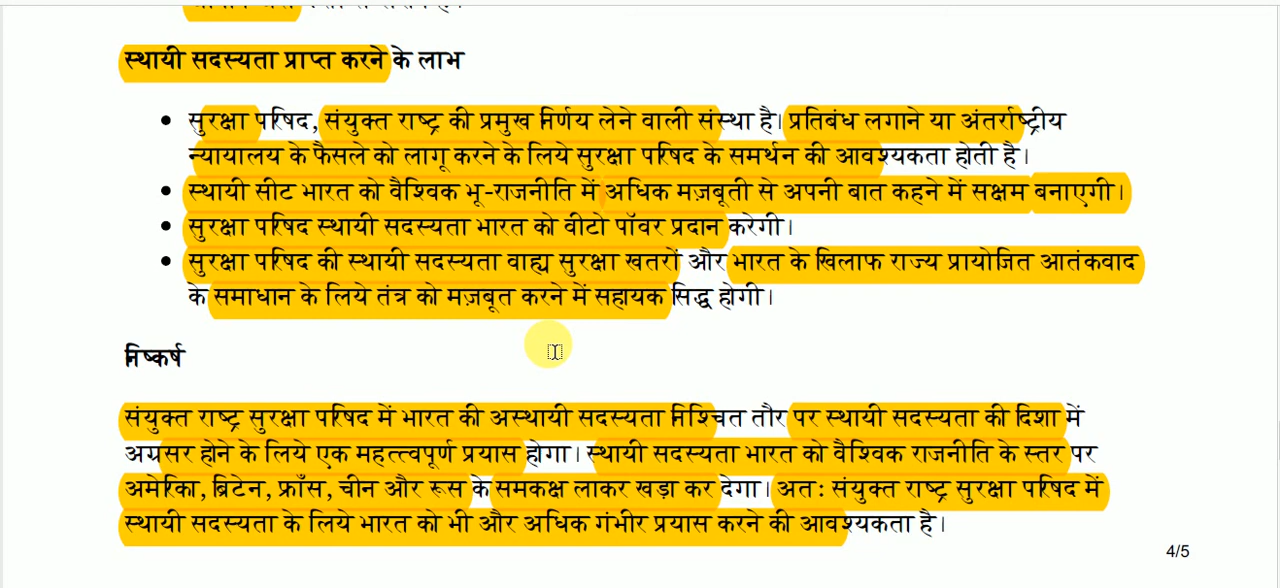 स्थायी सदस्यता प्राप्त करने के लाभ
• सुरक्षा परिषद, संयुक्त राष्ट्र की प्रमुख निर्णय लेने वाली संस्था है। प्रतिबंध लगाने या अंतर्राष्ट्रीय
न्यायालय के फैसले को लागू करने के लिये सुरक्षा परिषद के समर्थन की आवश्यकता होती है।
• स्थायी सीट भारत को वैश्विक भू-राजनीति में अधिक मज़बूती से अपनी बात कहने में सक्षम बनाएगी।
• सुरक्षा परिषद स्थायी सदस्यता भारत को वीटो पॉवर प्रदान करेगी।
• सुरक्षा परिषद की स्थायी सदस्यता वाह्य सुरक्षा खतरों और भारत के खिलाफ राज्य प्रायोजित आतंकवाद
के समाधान के लिये तंत्र को मज़बूत करने में सहायक सिद्ध होगी।
निष्कर्ष
संयुक्त राष्ट्र सुरक्षा परिषद में भारत की अस्थायी सदस्यता निश्चित तौर पर स्थायी सदस्यता की दिशा में
अग्रसर होने के लिये एक महत्त्वपूर्ण प्रयास होगा। स्थायी सदस्यता भारत को वैश्विक राजनीति के स्तर पर
अमेरिका, ब्रिटेन, फ्राँस, चीन और रूस के समकक्ष लाकर खड़ा कर देगा। अतः संयुक्त राष्ट्र सुरक्षा परिषद में
स्थायी सदस्यता के लिये भारत को भी और अधिक गंभीर प्रयास करने की आवश्यकता है।
4/5